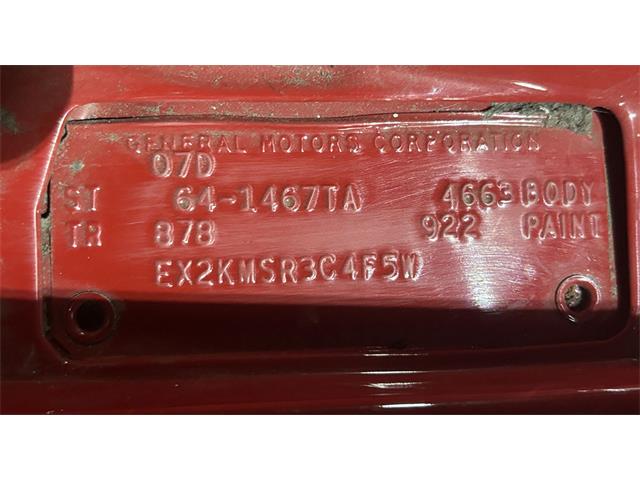 GENERAL MOTORS CORPORATION
07D
ST 64-1467TA 4663 BODY
TR 878 922 PAINT
EX2KMSR3C4F5W